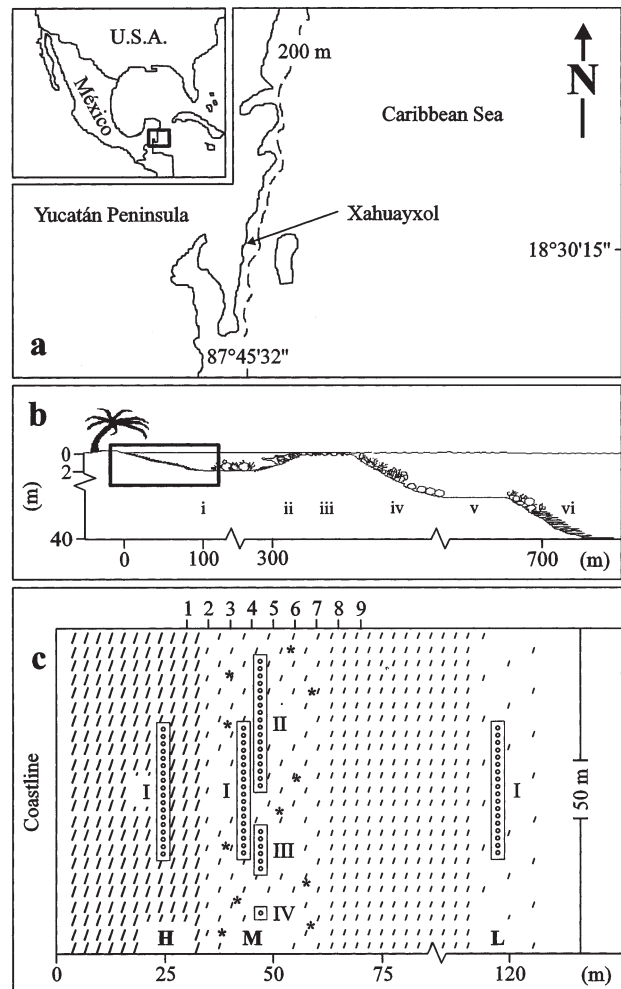 U.S.A.
México
200 m
Caribbean Sea
N
Yucatán Peninsula
Xahuayxol
18°30'15"
87°45'32"
a
b
0
2
(m)
40
i ii iii iv v vi
0 100 300 700 (m)
c
1 2 3 4 5 6 7 8 9
Coastline
II
I I I
50 m
III
IV
H M L
0 25 50 75 120 (m)